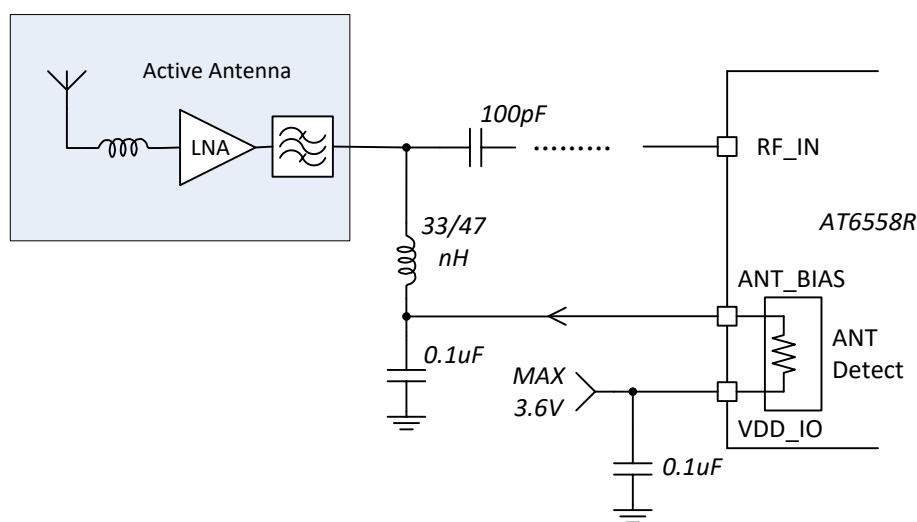 Active Antenna
LNA
100pF
RF_IN
AT6558R
33/47
nH
ANT_BIAS
ANT
Detect
0.1uF
MAX
3.6V
VDD_IO
0.1uF